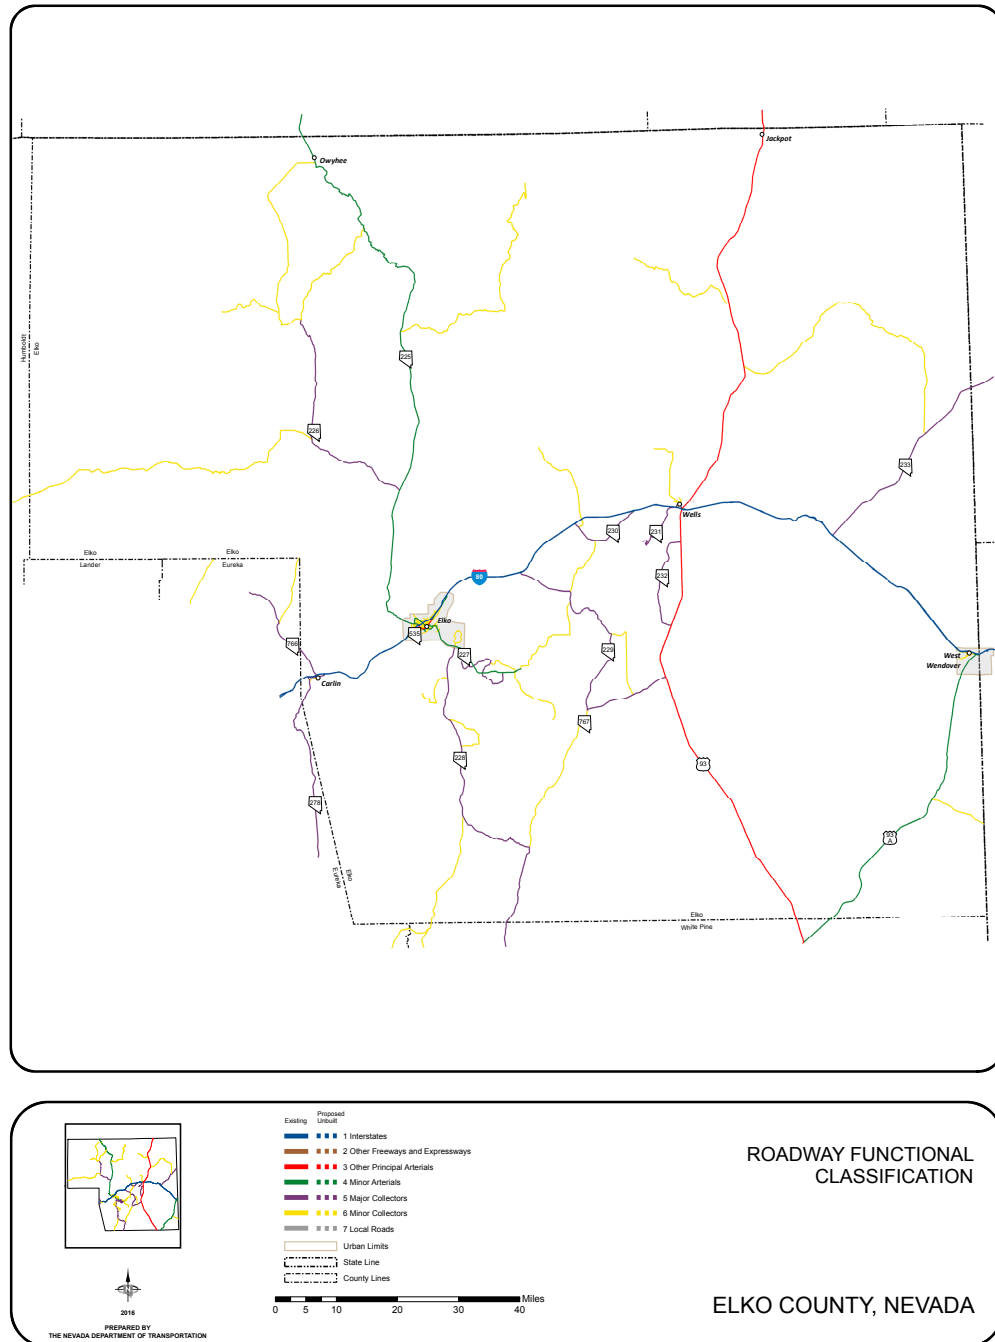 Jackpot
Owyhee
Humboldt
Elko
225
226
233
Wells
230
231
Elko
Lander
Elko
Eureka
80
232
Elko
535
766
227
229
West
Wendover
Carlin
767
228
93
278
93
A
Elko
Eureka
Elko
White Pine
Existing
Proposed
Unbuilt
1 Interstates
2 Other Freeways and Expressways
3 Other Principal Arterials
4 Minor Arterials
5 Major Collectors
6 Minor Collectors
7 Local Roads
Urban Limits
State Line
County Lines
Miles
0 5 10 20 30 40
2016
PREPARED BY
THE NEVADA DEPARTMENT OF TRANSPORTATION
ROADWAY FUNCTIONAL
CLASSIFICATION
ELKO COUNTY, NEVADA